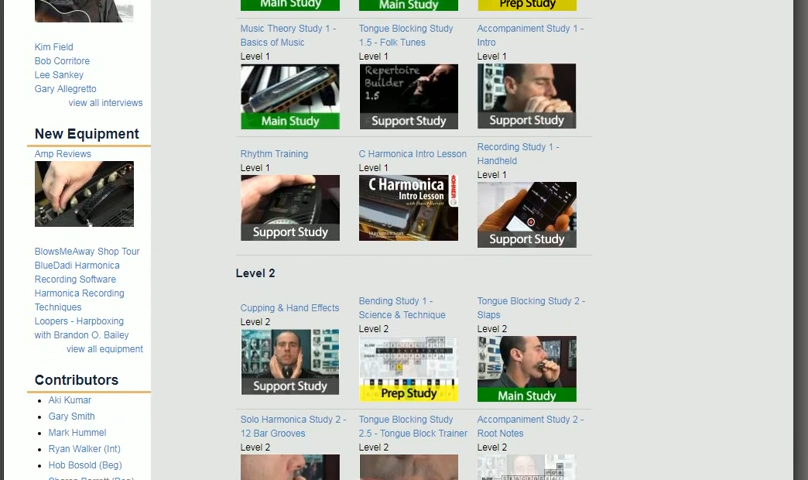 Main Study
Main Study
Prep Study
Kim Field
Bob Corritore
Lee Sankey
Gary Allegretto
view all interviews
New Equipment
Amp Reviews
BlowsMeAway Shop Tour
BlueDadi Harmonica
Recording Software
Harmonica Recording
Techniques
Loopers - Harpboxing
with Brandon O. Bailey
view all equipment
Contributors
Aki Kumar
Gary Smith
Mark Hummel
Ryan Walker (Int)
Hob Bosold (Beg)
Music Theory Study 1 -
Basics of Music
Level 1
Main Study
Tongue Blocking Study
1.5 - Folk Tunes
Level 1
Repertoire
Builder
1.5
Support Study
Accompaniment Study 1 -
Intro
Level 1
Support Study
Rhythm Training
Level 1
Support Study
C Harmonica Intro Lesson
Level 1
C Harmonica
Intro Lesson
HOHNER
Recording Study 1 -
Handheld
Level 1
Support Study
Level 2
Cupping & Hand Effects
Level 2
Support Study
Bending Study 1 -
Science & Technique
Level 2
Prep Study
Tongue Blocking Study 2 -
Slaps
Level 2
Main Study
Solo Harmonica Study 2 -
12 Bar Grooves
Level 2
Tongue Blocking Study
2.5 - Tongue Block Trainer
Level 2
Accompaniment Study 2 -
Root Notes
Level 2